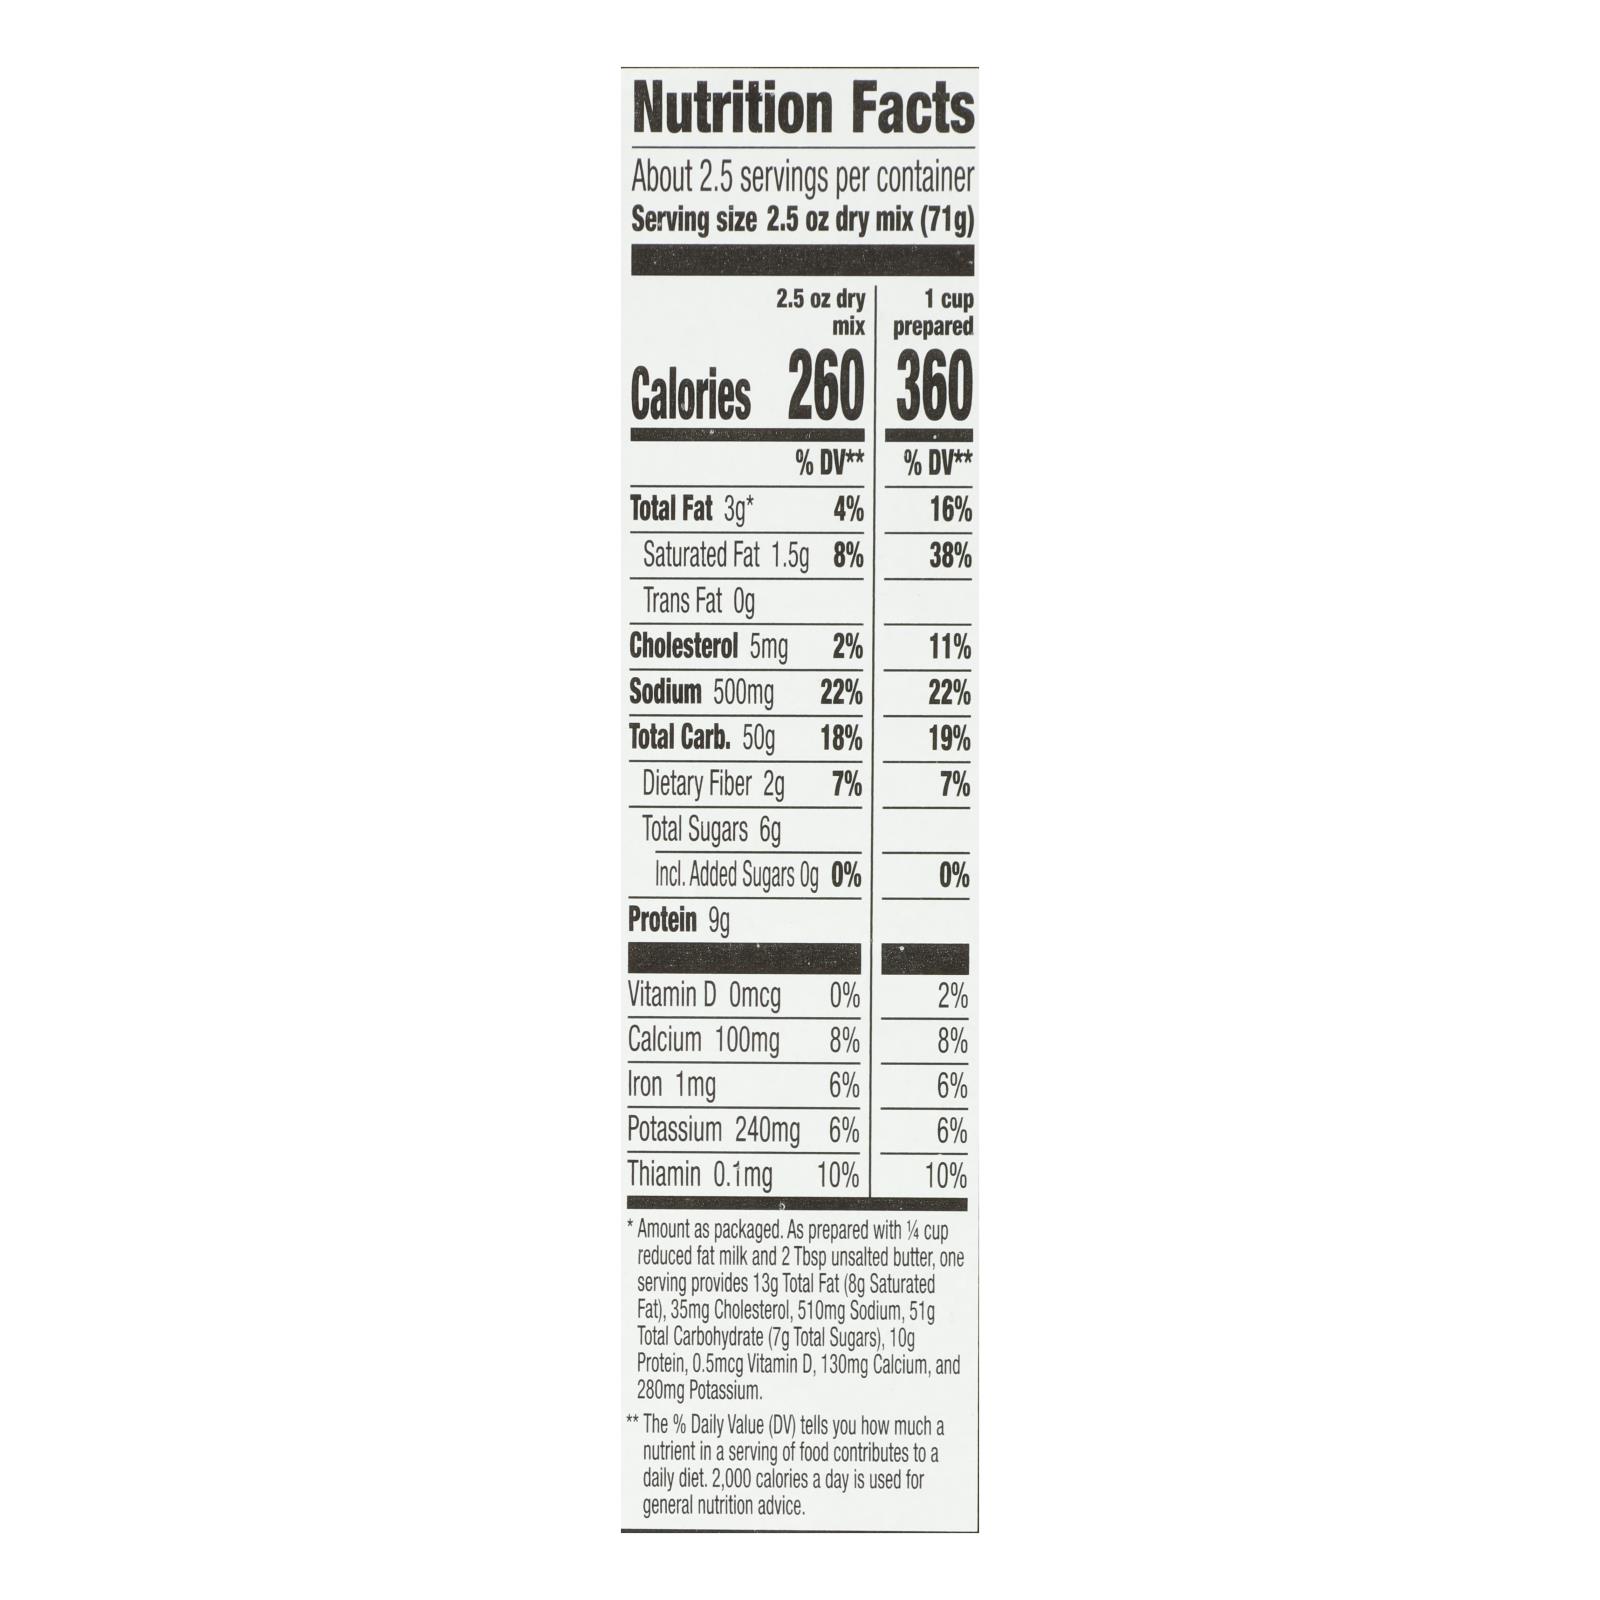 Nutrition Facts
About 2.5 servings per container
Serving size 2.5 oz dry mix (71g)
2.5 oz dry 1 cup
mix prepared
Calories 260 360
% DV** % DV**
Total Fat 3g* 4% 16%
Saturated Fat 1.5g 8% 38%
Trans Fat 0g
Cholesterol 5mg 2% 11%
Sodium 500mg 22% 22%
Total Carb. 50g 18% 19%
Dietary Fiber 2g 7% 7%
Total Sugars 6g
Incl. Added Sugars 0g 0% 0%
Protein 9g
Vitamin D 0mcg 0% 2%
Calcium 100mg 8% 8%
Iron 1mg 6% 6%
Potassium 240mg 6% 6%
Thiamin 0.1mg 10% 10%
* Amount as packaged. As prepared with ¼ cup
reduced fat milk and 2 Tbsp unsalted butter, one
serving provides 13g Total Fat (8g Saturated
Fat), 35mg Cholesterol, 510mg Sodium, 51g
Total Carbohydrate (7g Total Sugars), 10g
Protein, 0.5mcg Vitamin D, 130mg Calcium, and
280mg Potassium.
** The % Daily Value (DV) tells you how much a
nutrient in a serving of food contributes to a
daily diet. 2,000 calories a day is used for
general nutrition advice.